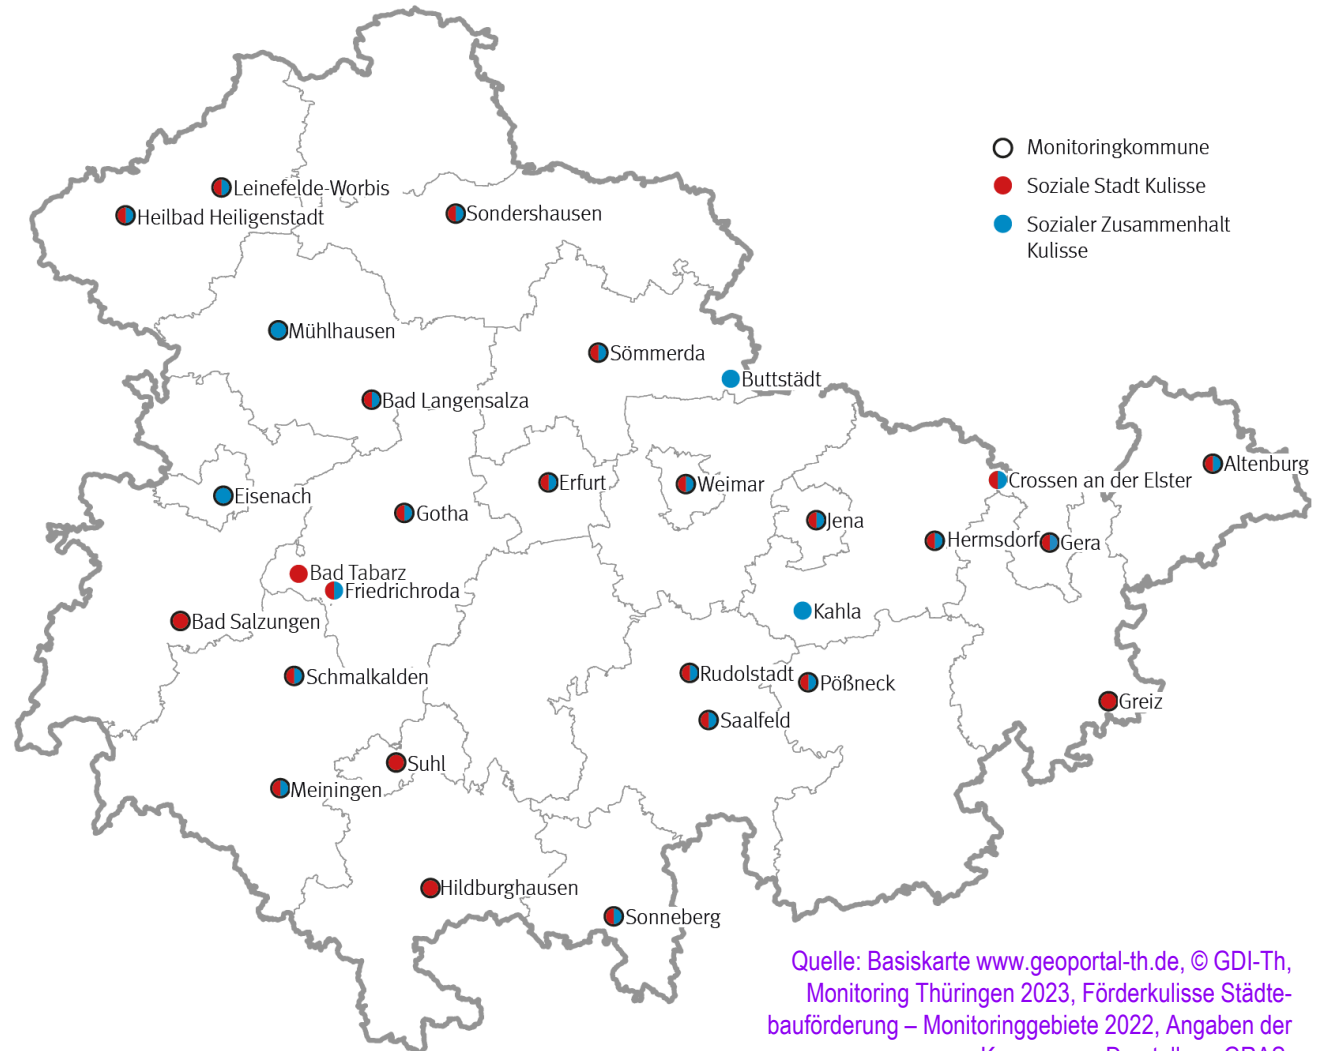 Monitoringkommune
Soziale Stadt Kulisse
Sozialer Zusammenhalt
Kulisse
Leinefelde-Worbis
Heilbad Heiligenstadt
Sondershausen
Mühlhausen
Sömmerda
Buttstädt
Bad Langensalza
Altenburg
Crossen an der Elster
Erfurt
Weimar
Eisenach
Gotha
Jena
Hermsdorf
Gera
Bad Tabarz
Friedrichroda
Kahla
Bad Salzungen
Schmalkalden
Rudolstadt
Pößneck
Greiz
Saalfeld
Suhl
Meiningen
Hildburghausen
Sonneberg
Quelle: Basiskarte www.geoportal-th.de, © GDI-Th,
Monitoring Thüringen 2023, Förderkulisse Städte-
bauförderung – Monitoringgebiete 2022, Angaben der